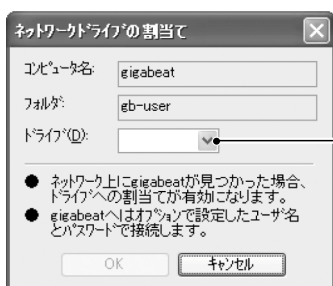 ネットワークドライブの割当て
コンピュータ名: gigabeat
フォルダ: gb-user
ドライブ(D):
● ネットワーク上にgigabeatが見つかった場合、
ドライブへの割当てが有効になります。
● gigabeatへはオプションで設定したユーザ名
とパスワードで接続します。
OK キャンセル